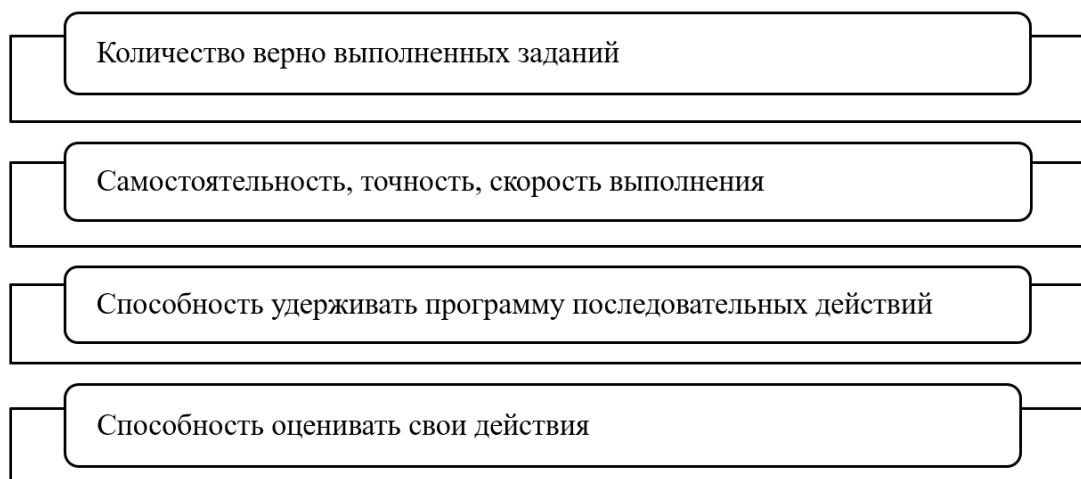 Количество верно выполненных заданий
Самостоятельность, точность, скорость выполнения
Способность удерживать программу последовательных действий
Способность оценивать свои действия